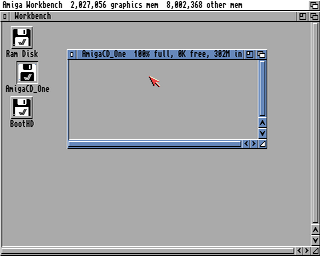 Amiga Workbench 2,027,056 graphics mem 8,002,368 other mem
Workbench
Ram Disk
AmigaCD_One 100% full, 0K free, 302M in
AmigaCD_One
BootHD